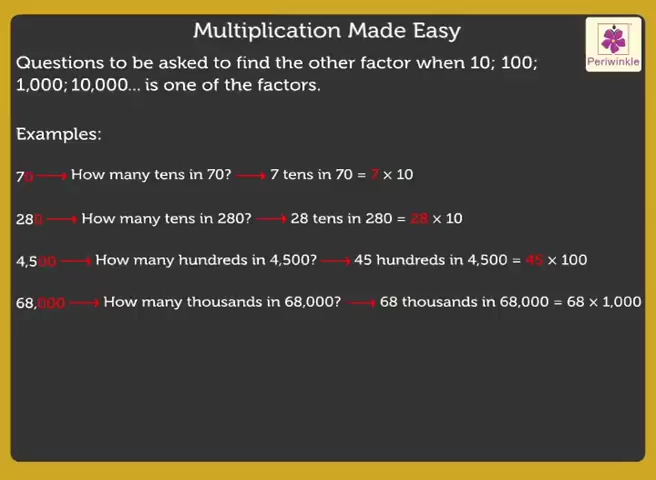 Multiplication Made Easy
Periwinkle
Questions to be asked to find the other factor when 10; 100;
1,000; 10,000... is one of the factors.
Examples:
70 → How many tens in 70? → 7 tens in 70 = 7 × 10
280 → How many tens in 280? → 28 tens in 280 = 28 × 10
4,500 → How many hundreds in 4,500? → 45 hundreds in 4,500 = 45 × 100
68,000 → How many thousands in 68,000? → 68 thousands in 68,000 = 68 × 1,000